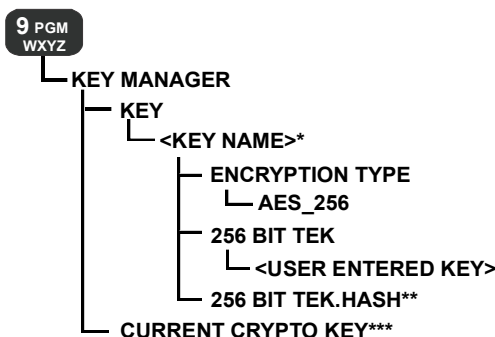 9 PGM
WXYZ
KEY MANAGER
KEY
<KEY NAME>*
ENCRYPTION TYPE
AES_256
256 BIT TEK
<USER ENTERED KEY>
256 BIT TEK.HASH**
CURRENT CRYPTO KEY***